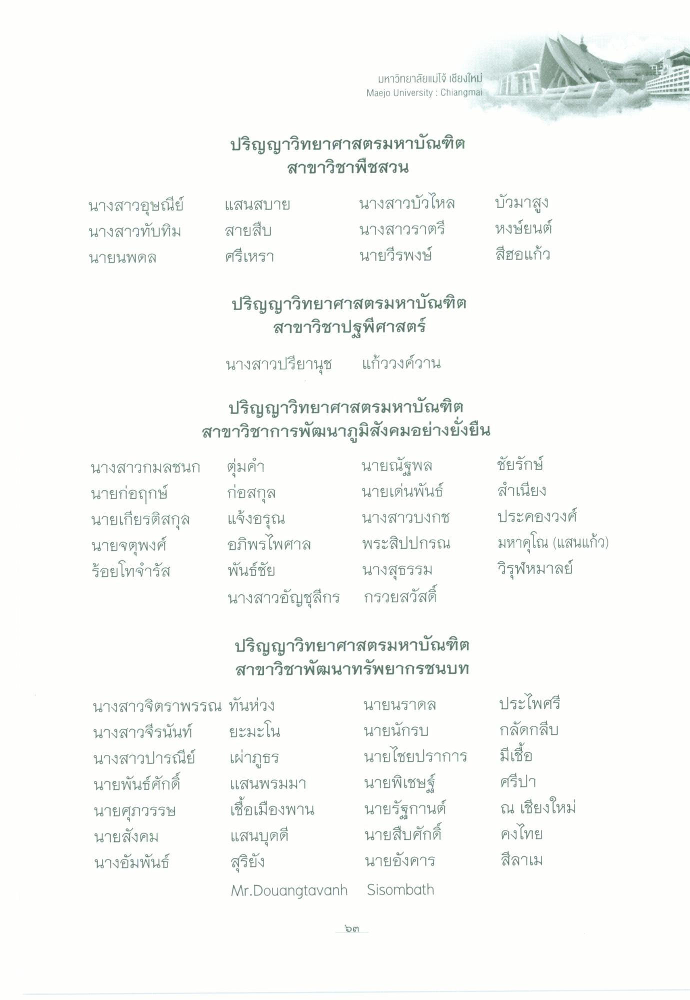 มหาวิทยาลัยแม่โจ้ เชียงใหม่
Maejo University : Chiangmai
ปริญญาวิทยาศาสตรมหาบัณฑิต
สาขาวิชาพืชสวน
นางสาวอุษณีย์ แสนสบาย นางสาวบัวไหล บัวมาสูง
นางสาวทับทิม สายสืบ นางสาวราตรี หงษ์ยนต์
นายนพดล ศรีเหรา นายวีรพงษ์ สีฮอแก้ว
ปริญญาวิทยาศาสตรมหาบัณฑิต
สาขาวิชาปฐพีศาสตร์
นางสาวปรียานุช แก้ววงค์วาน
ปริญญาวิทยาศาสตรมหาบัณฑิต
สาขาวิชาการพัฒนาภูมิสังคมอย่างยั่งยืน
นางสาวกมลชนก ตุ่มคำ นายณัฐพล ชัยรักษ์
นายก่อฤกษ์ ก่อสกุล นายเด่นพันธ์ สำเนียง
นายเกียรติสกุล แจ้งอรุณ นางสาวบงกช ประคองวงศ์
นายจตุพงศ์ อภิพรไพศาล พระสิปปกรณ มหาคุโณ (แสนแก้ว)
ร้อยโทจำรัส พันธ์ชัย นางสุธรรม วิรุฬหมาลย์
นางสาวอัญชุลีกร กรวยสวัสดิ์
ปริญญาวิทยาศาสตรมหาบัณฑิต
สาขาวิชาพัฒนาทรัพยากรชนบท
นางสาวจิตราพรรณ ทันห่วง นายนราดล ประไพศรี
นางสาวจีรนันท์ ยะมะโน นายนักรบ กลัดกลีบ
นางสาวปารณีย์ เผ่าภูธร นายไชยปราการ มีเชื้อ
นายพันธ์ศักดิ์ แสนพรมมา นายพิเชษฐ์ ศรีปา
นายศุภวรรษ เชื้อเมืองพาน นายรัฐกานต์ ณ เชียงใหม่
นายสังคม แสนบุดดี นายสืบศักดิ์ คงไทย
นางอัมพันธ์ สุริยัง นายอังคาร สีลาเม
Mr.Douangtavanh Sisombath
๖๓